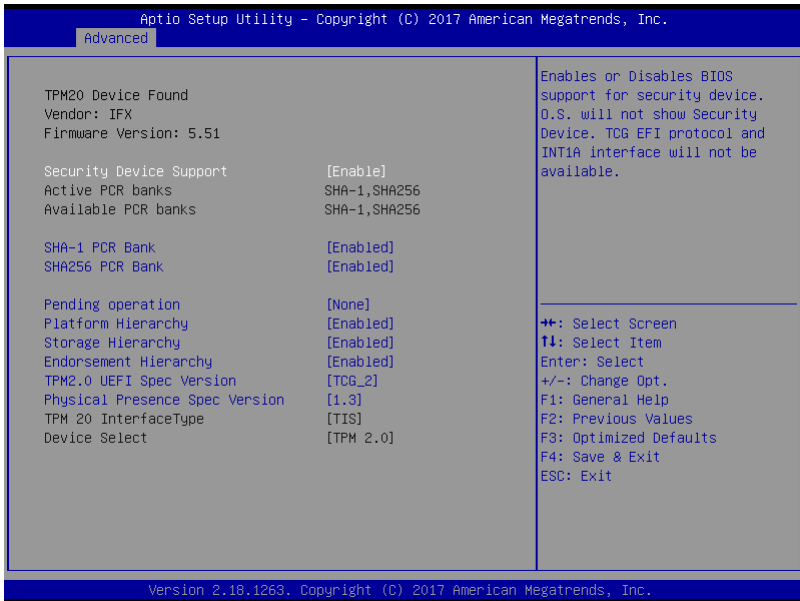 Aptio Setup Utility – Copyright (C) 2017 American Megatrends, Inc.
Advanced
TPM20 Device Found
Vendor: IFX
Firmware Version: 5.51
Security Device Support [Enable]
Active PCR banks SHA-1,SHA256
Available PCR banks SHA-1,SHA256
SHA-1 PCR Bank [Enabled]
SHA256 PCR Bank [Enabled]
Pending operation [None]
Platform Hierarchy [Enabled]
Storage Hierarchy [Enabled]
Endorsement Hierarchy [Enabled]
TPM2.0 UEFI Spec Version [TCG_2]
Physical Presence Spec Version [1.3]
TPM 20 InterfaceType [TIS]
Device Select [TPM 2.0]
Enables or Disables BIOS
support for security device.
O.S. will not show Security
Device. TCG EFI protocol and
INT1A interface will not be
available.
→←: Select Screen
↑↓: Select Item
Enter: Select
+/-: Change Opt.
F1: General Help
F2: Previous Values
F3: Optimized Defaults
F4: Save & Exit
ESC: Exit
Version 2.18.1263. Copyright (C) 2017 American Megatrends, Inc.